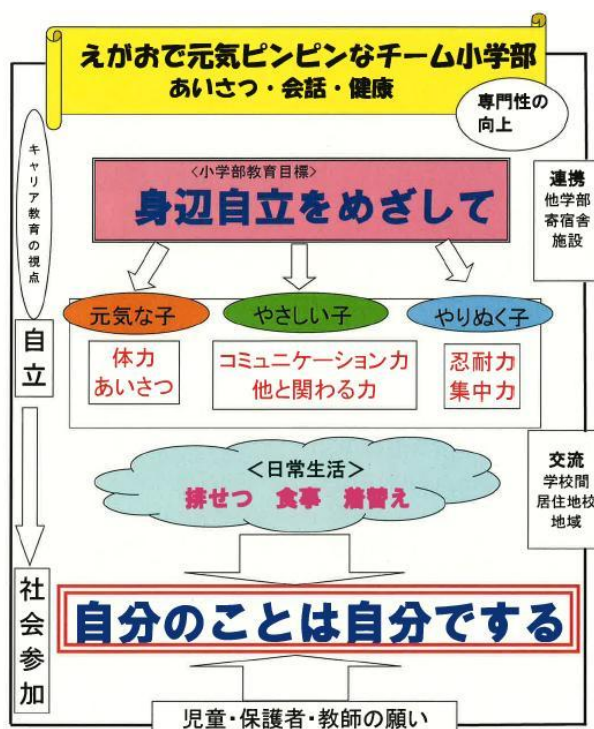 えがおで元気ピンピンなチーム小学部
あいさつ・会話・健康
専門性の
向上
キャリア教育の視点
<小学部教育目標>
身辺自立をめざして
連携
他学部
寄宿舎
施設
元気な子
やさしい子
やりぬく子
自立
体力
あいさつ
コミュニケーション力
他と関わる力
忍耐力
集中力
<日常生活>
排せつ 食事 着替え
交流
学校間
居住地校
地域
社会参加
自分のことは自分でする
児童・保護者・教師の願い